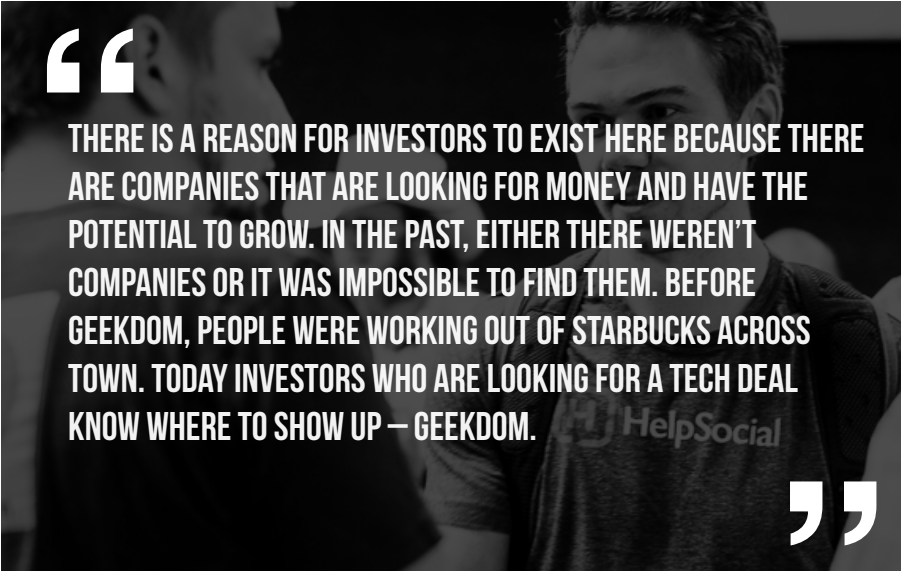 “
THERE IS A REASON FOR INVESTORS TO EXIST HERE BECAUSE THERE
ARE COMPANIES THAT ARE LOOKING FOR MONEY AND HAVE THE
POTENTIAL TO GROW. IN THE PAST, EITHER THERE WEREN’T
COMPANIES OR IT WAS IMPOSSIBLE TO FIND THEM. BEFORE
GEEKDOM, PEOPLE WERE WORKING OUT OF STARBUCKS ACROSS
TOWN. TODAY INVESTORS WHO ARE LOOKING FOR A TECH DEAL
KNOW WHERE TO SHOW UP – GEEKDOM.
HelpSocial
”